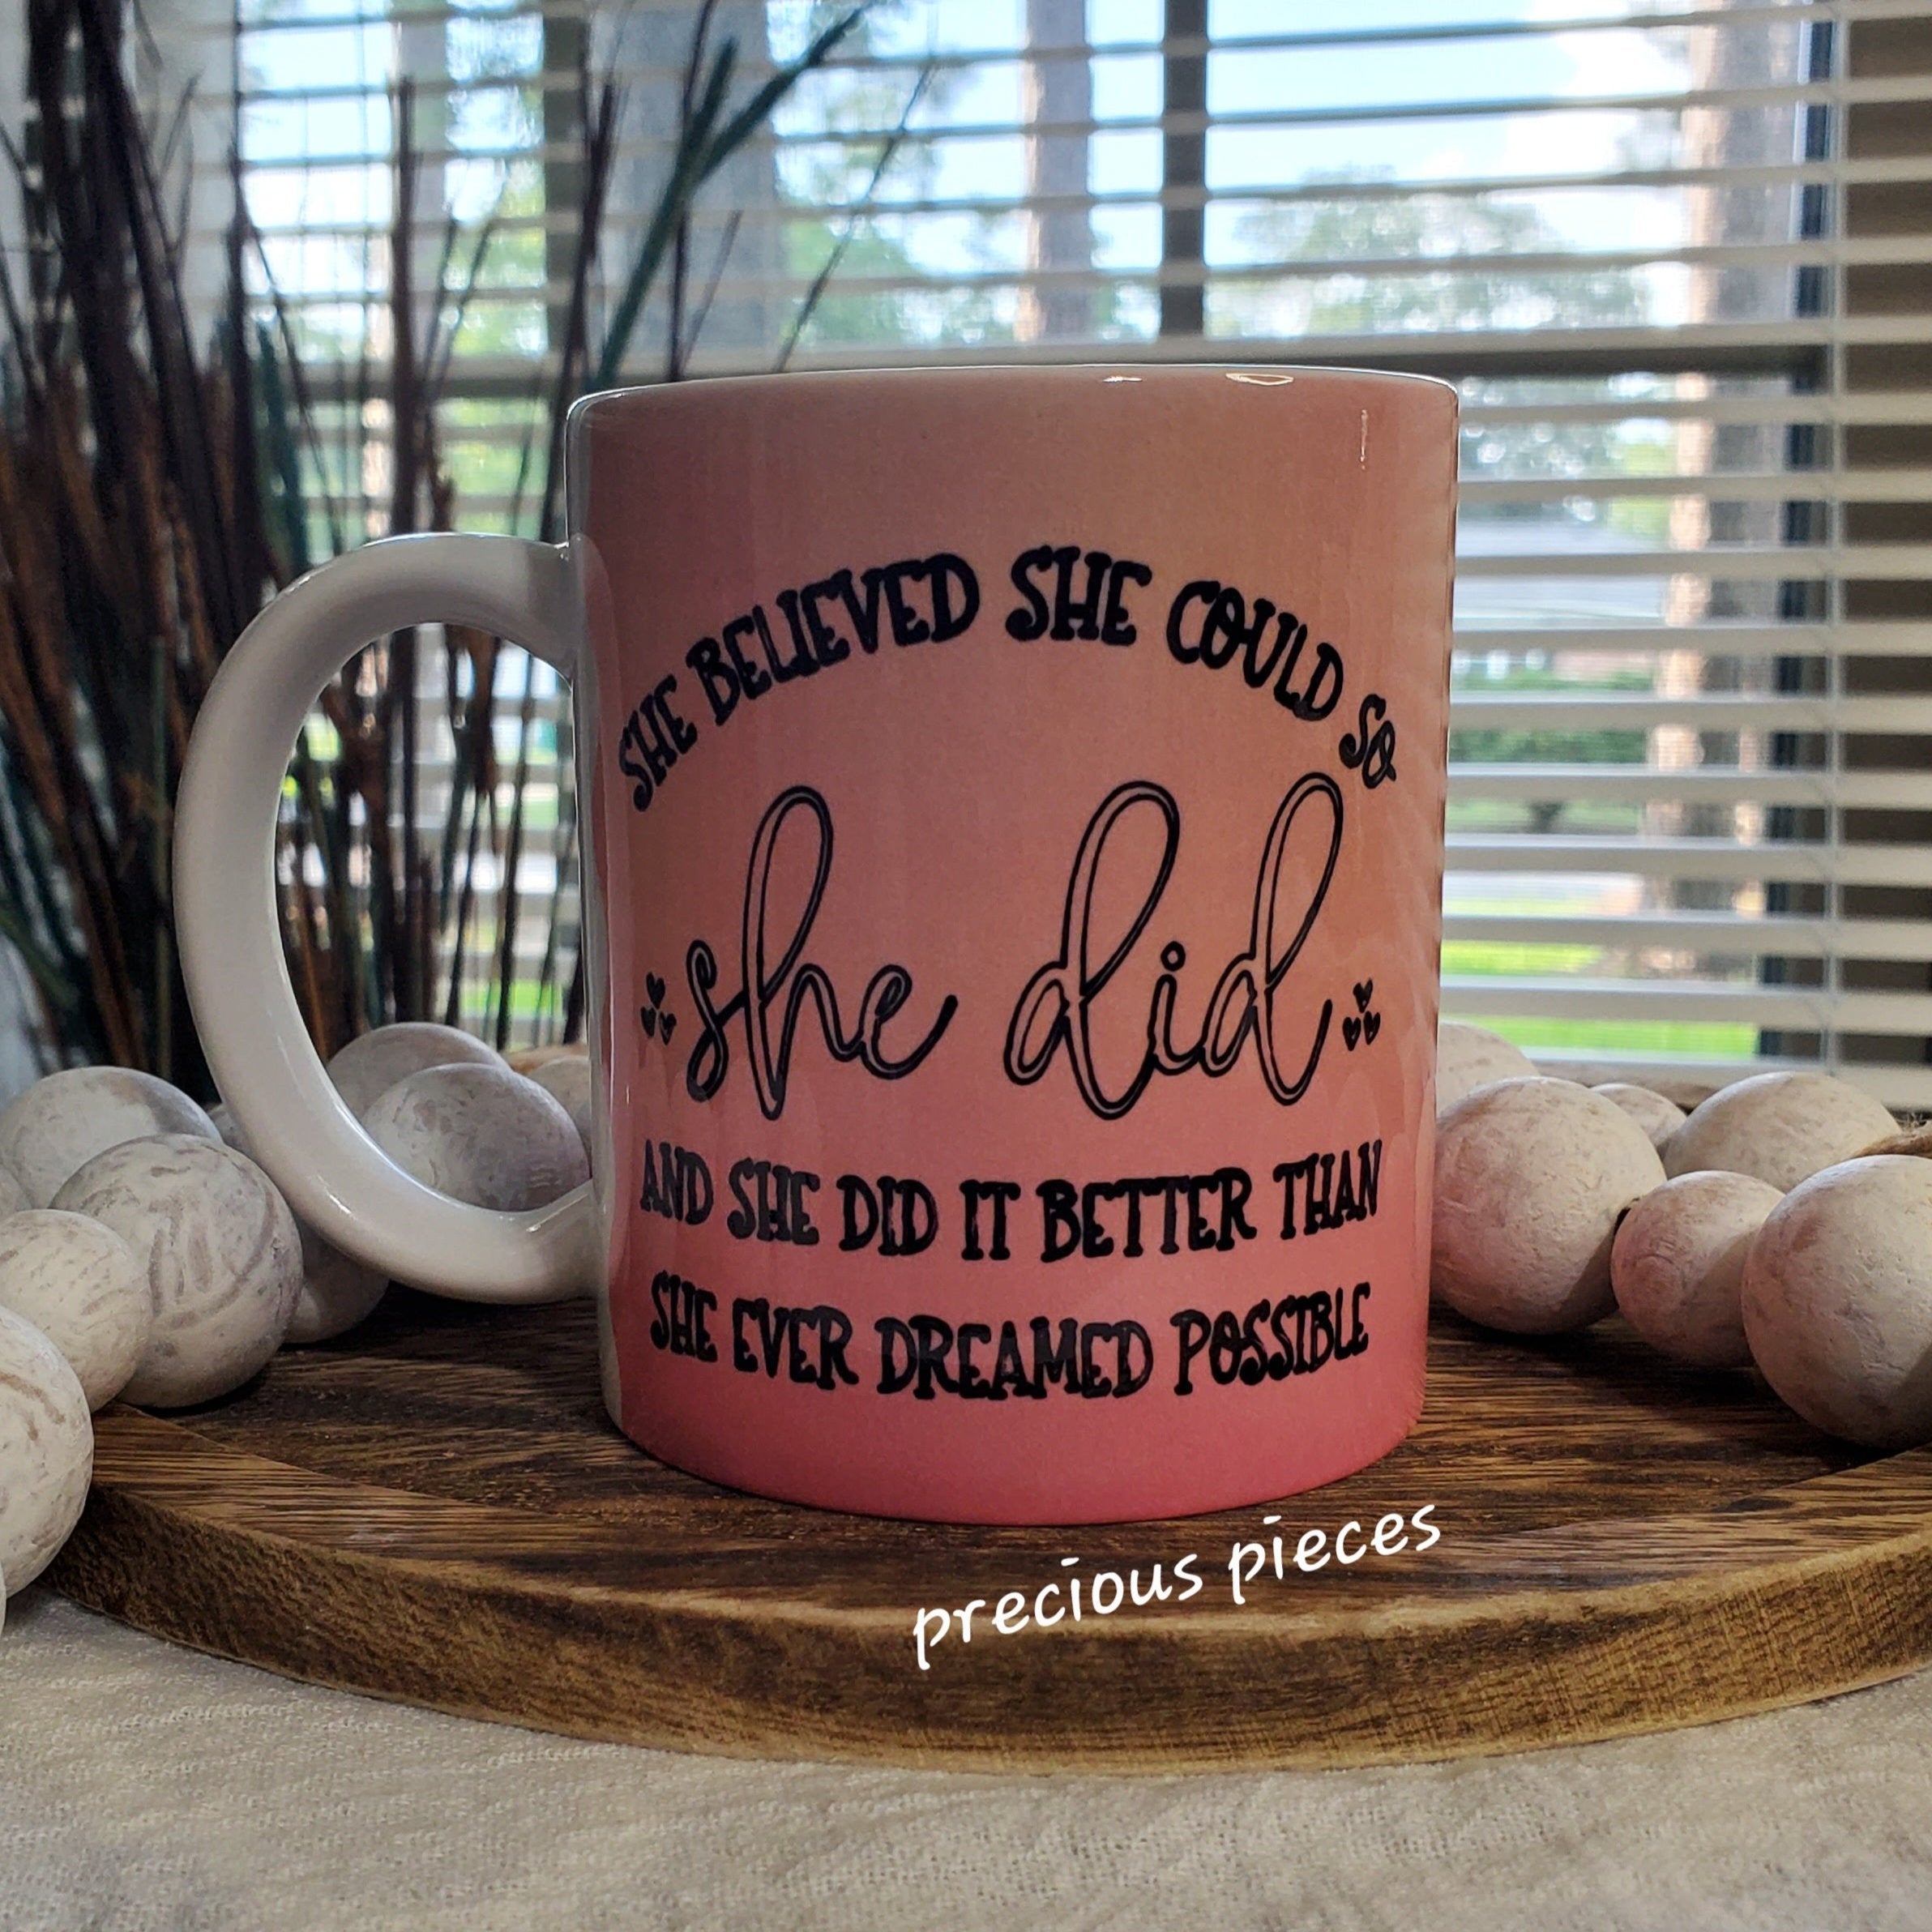 SHE BELIEVED SHE COULD SO
she did
AND SHE DID IT BETTER THAN
SHE EVER DREAMED POSSIBLE
precious pieces